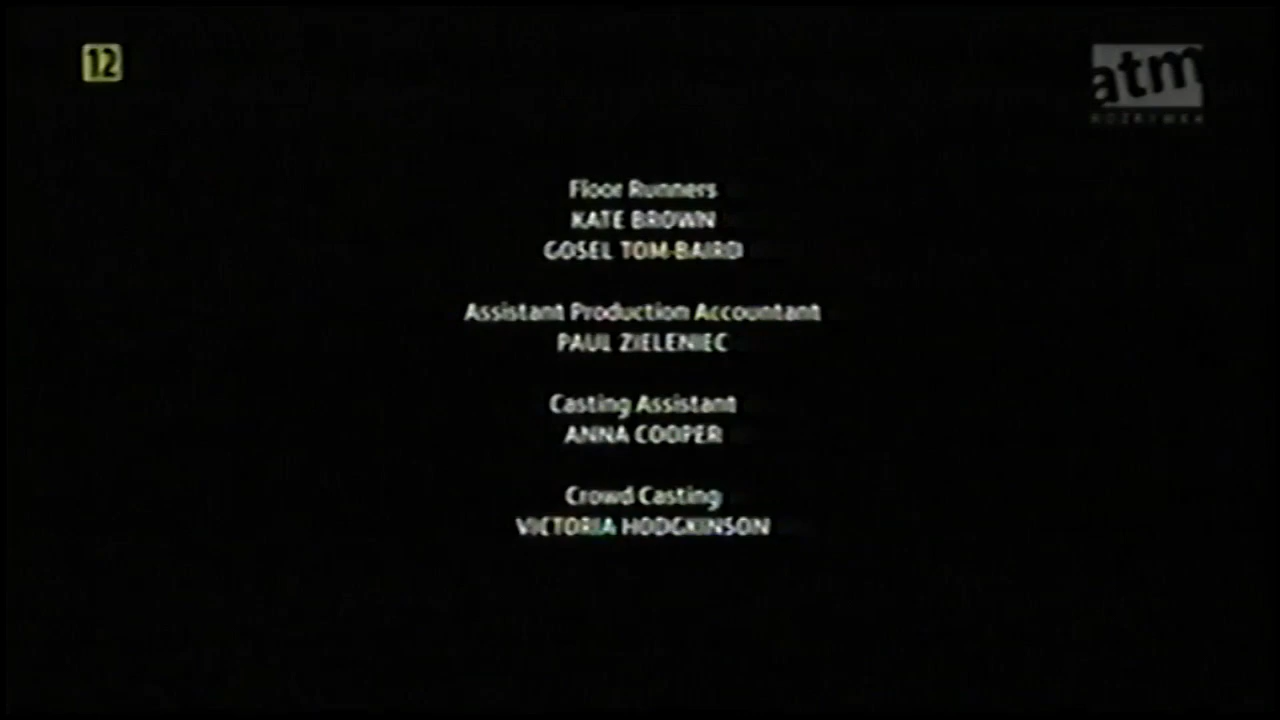 12
atm
ROZRYWKA
Floor Runners
KATE BROWN
GOSEL TOM-BAIRD
Assistant Production Accountant
PAUL ZIELENIEC
Casting Assistant
ANNA COOPER
Crowd Casting
VICTORIA HODGKINSON